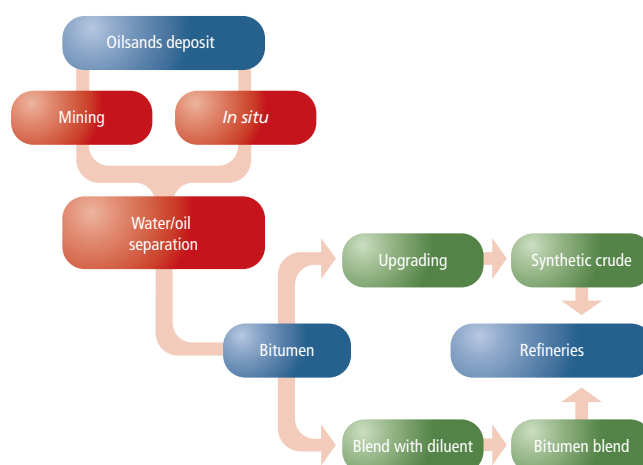 Oilsands deposit
Mining
In situ
Water/oil
separation
Upgrading
Synthetic crude
Bitumen
Refineries
Blend with diluent
Bitumen blend